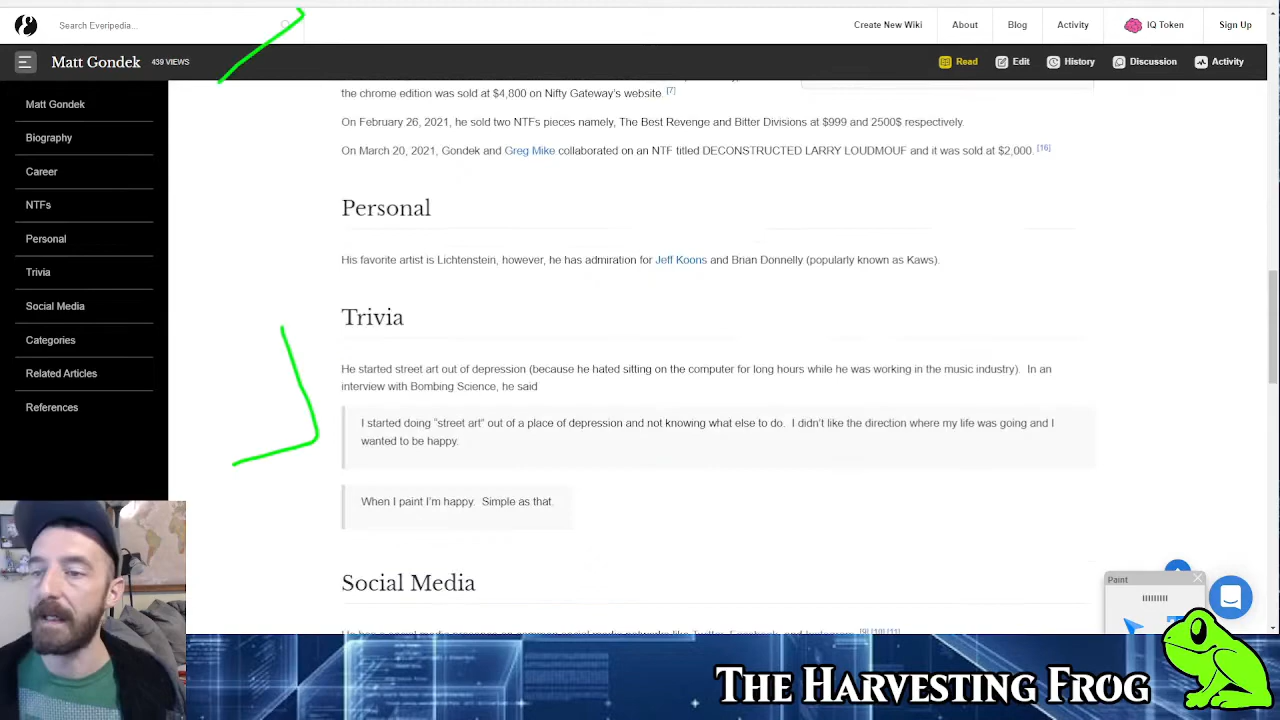 Search Everipedia...
Create New Wiki
About
Blog
Activity
IQ Token
Sign Up
Matt Gondek
439 VIEWS
Read
Edit
History
Discussion
Activity
Matt Gondek
Biography
Career
NTFs
Personal
Trivia
Social Media
Categories
Related Articles
References
the chrome edition was sold at $4,800 on Nifty Gateway's website. [7]
On February 26, 2021, he sold two NTFs pieces namely, The Best Revenge and Bitter Divisions at $999 and 2500$ respectively.
On March 20, 2021, Gondek and Greg Mike collaborated on an NTF titled DECONSTRUCTED LARRY LOUDMOUF and it was sold at $2,000. [16]
Personal
His favorite artist is Lichtenstein, however, he has admiration for Jeff Koons and Brian Donnelly (popularly known as Kaws).
Trivia
He started street art out of depression (because he hated sitting on the computer for long hours while he was working in the music industry).  In an
interview with Bombing Science, he said
I started doing "street art" out of a place of depression and not knowing what else to do.  I didn't like the direction where my life was going and I
wanted to be happy.
When I paint I'm happy.  Simple as that.
Social Media
Paint
THE HARVESTING FROG